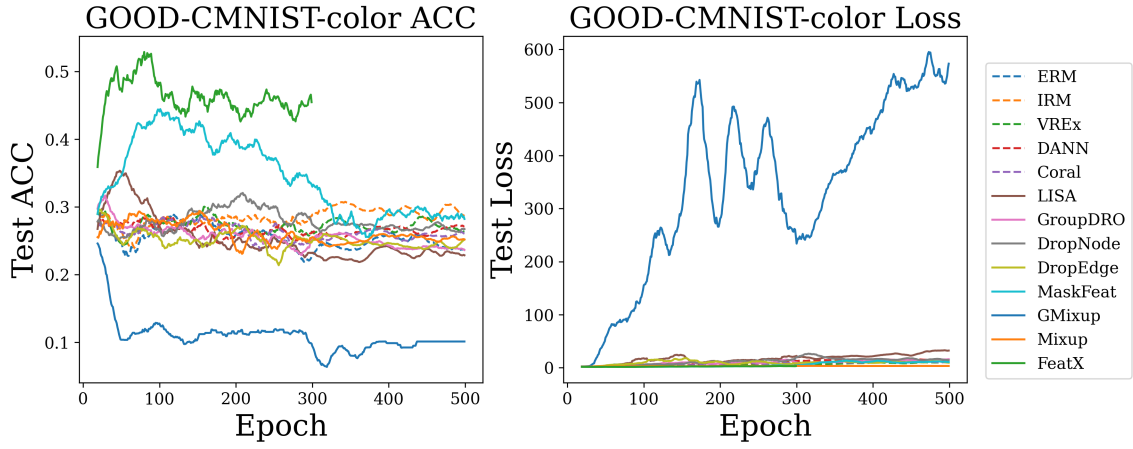 GOOD-CMNIST-color ACC
Test ACC
0.5
0.4
0.3
0.2
0.1
0 100 200 300 400 500
Epoch
GOOD-CMNIST-color Loss
Test Loss
600
500
400
300
200
100
0
0 100 200 300 400 500
Epoch
ERM
IRM
VREx
DANN
Coral
LISA
GroupDRO
DropNode
DropEdge
MaskFeat
GMixup
Mixup
FeatX